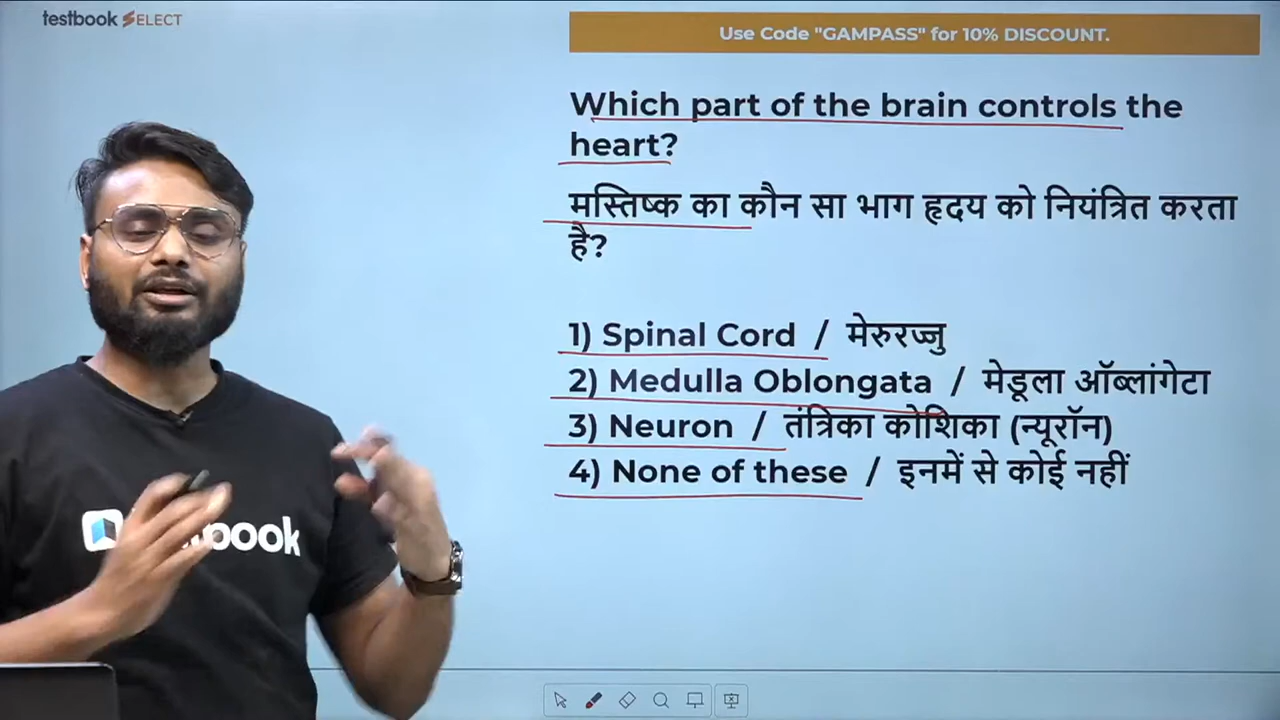 testbook SELECT
Use Code "GAMPASS" for 10% DISCOUNT.
Which part of the brain controls the
heart?
मस्तिष्क का कौन सा भाग हृदय को नियंत्रित करता
है?
1) Spinal Cord / मेरुरज्जु
2) Medulla Oblongata / मेडूला ऑब्लांगेटा
3) Neuron / तंत्रिका कोशिका (न्यूरॉन)
4) None of these / इनमें से कोई नहीं